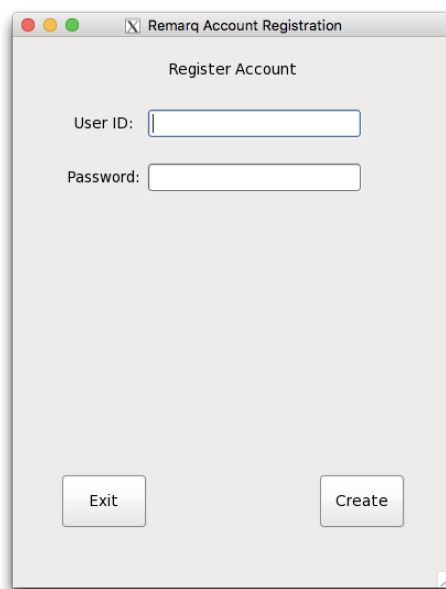 Remarq Account Registration
Register Account
User ID:
Password:
Exit Create